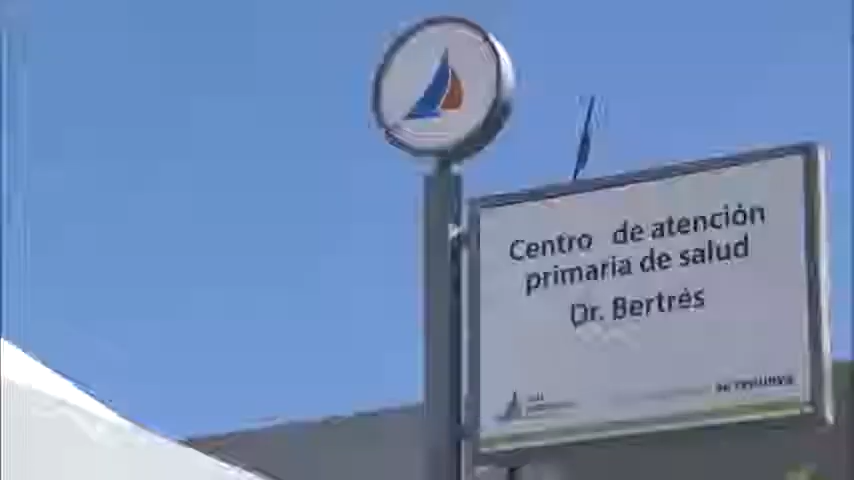 Centro de atención
primaria de salud
Dr. Bertrés